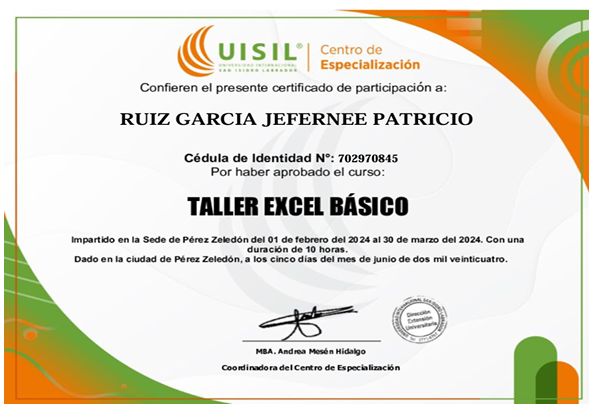 UISIL®
UNIVERSIDAD INTERNACIONAL
SAN ISIDRO LABRADOR
Centro de
Especialización
Confieren el presente certificado de participación a:
RUIZ GARCIA JEFERNEE PATRICIO
Cédula de Identidad N°: 702970845
Por haber aprobado el curso:
TALLER EXCEL BÁSICO
Impartido en la Sede de Pérez Zeledón del 01 de febrero del 2024 al 30 de marzo del 2024. Con una
duración de 10 horas.
Dado en la ciudad de Pérez Zeledón, a los cinco días del mes de junio de dos mil veinticuatro.
Dirección
Extensión
Universitaria
MBA. Andrea Mesén Hidalgo
Coordinadora del Centro de Especialización